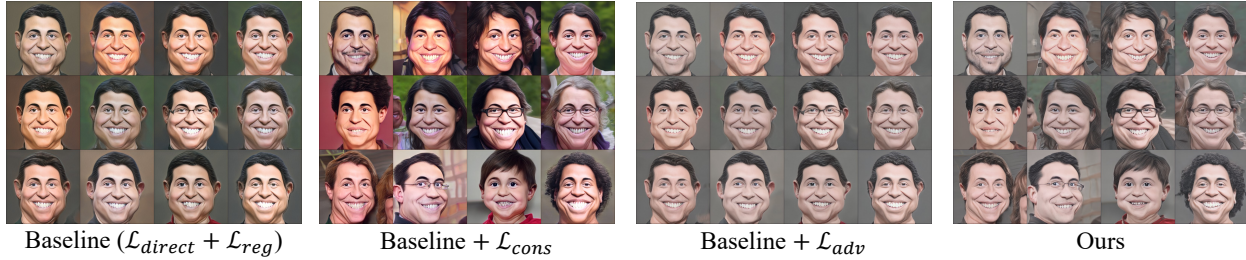 Baseline (ℒ_direct + ℒ_reg)
Baseline + ℒ_cons
Baseline + ℒ_adv
Ours